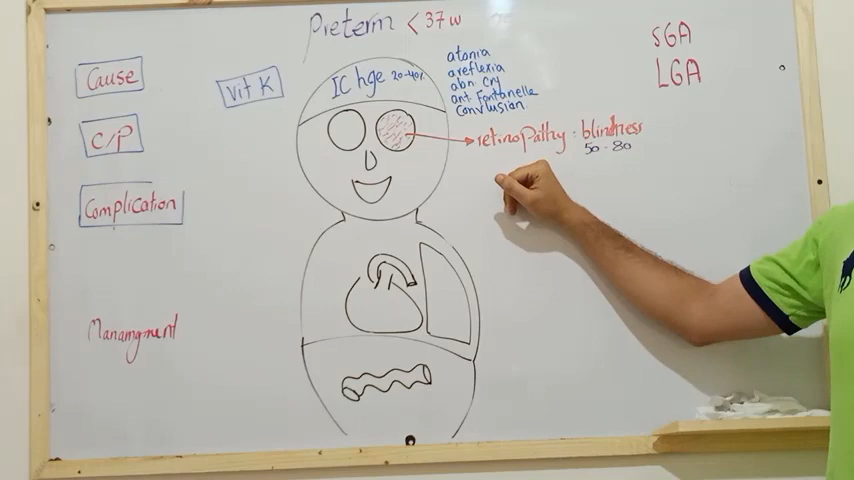 Preterm < 37 w
SGA
LGA
Cause
C/P
Complication
Manamgment
Vit K
IC hge 20-40%
atonia
areflexia
abn. cry
ant. Fontanelle
Convulsion
retinopathy : blindness
50 - 80